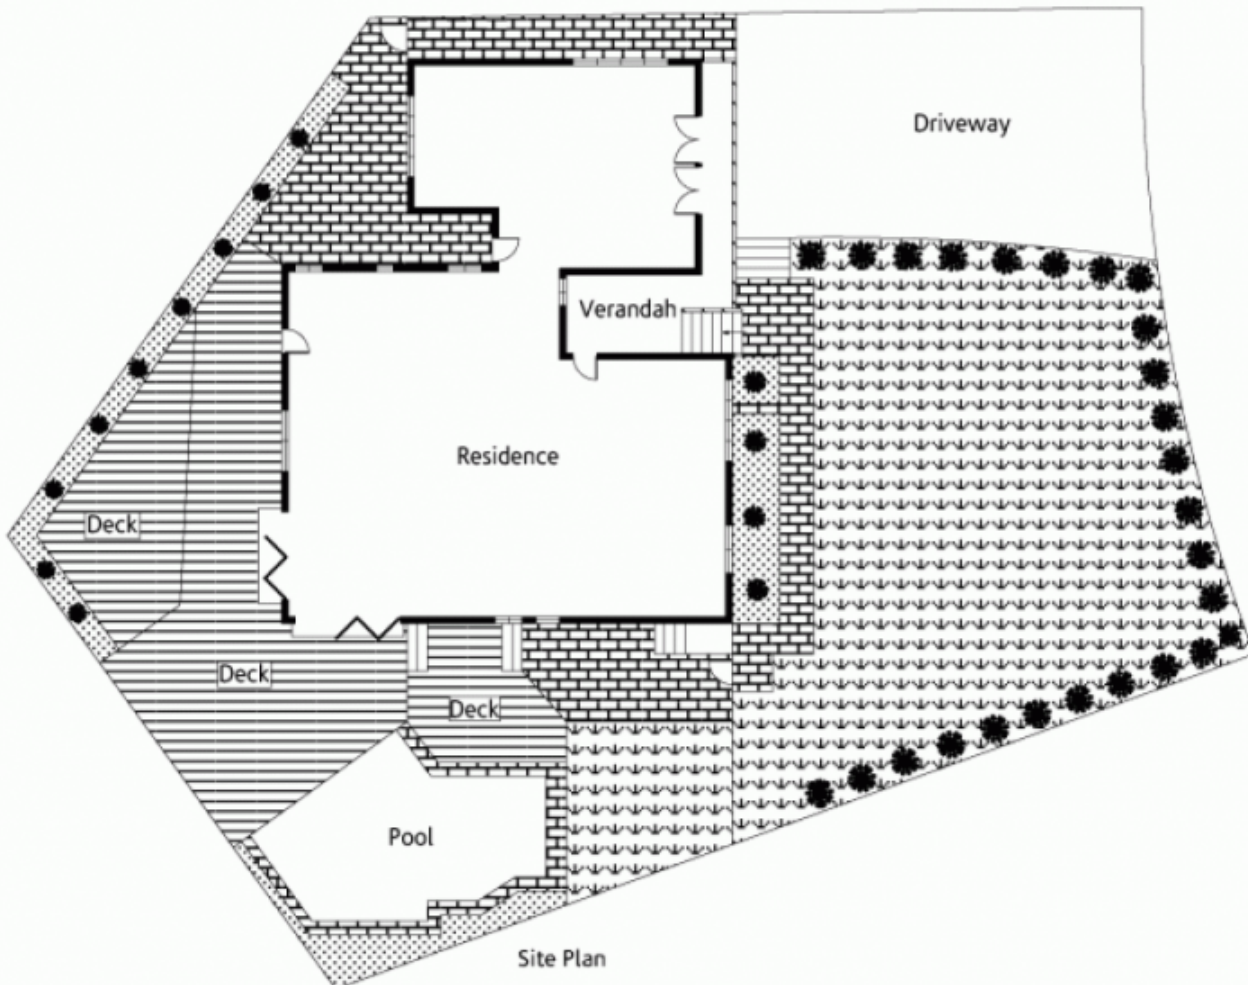 Driveway
Verandah
Residence
Deck
Deck
Deck
Pool
Site Plan